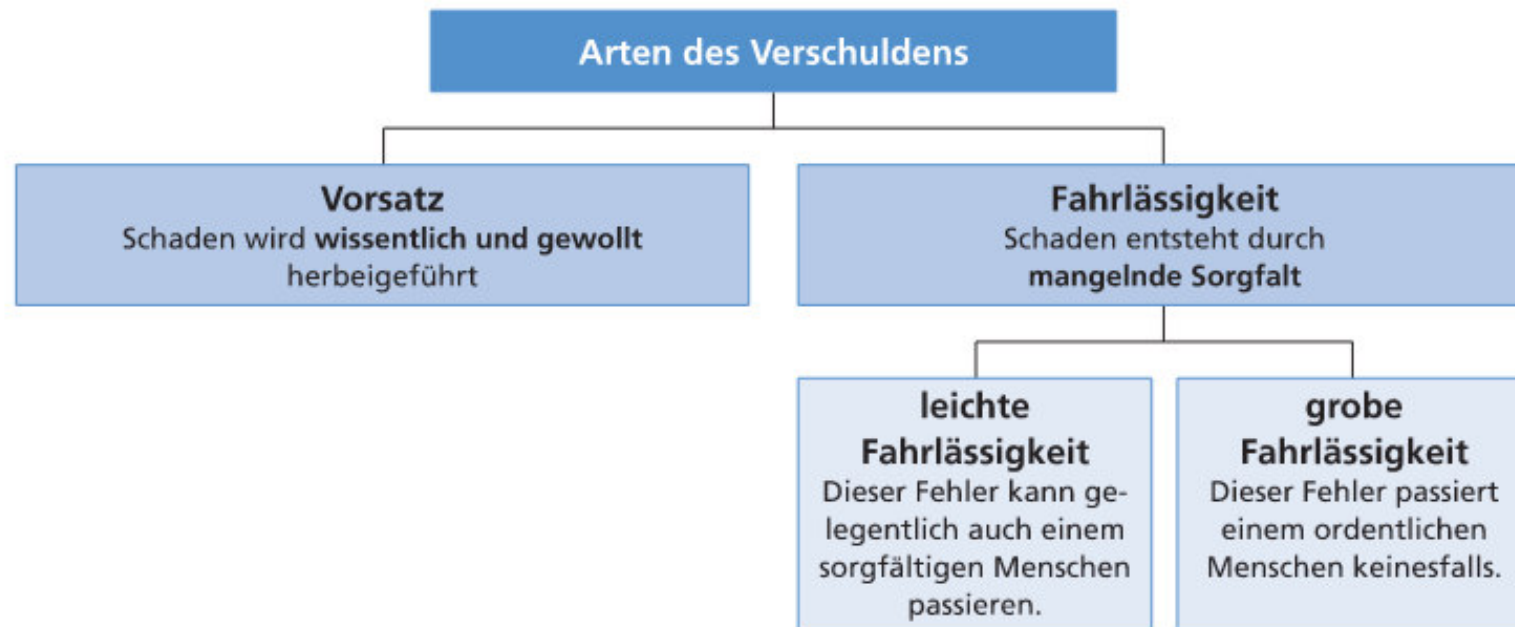 Arten des Verschuldens
Vorsatz
Schaden wird wissentlich und gewollt
herbeigeführt
Fahrlässigkeit
Schaden entsteht durch
mangelnde Sorgfalt
leichte
Fahrlässigkeit
Dieser Fehler kann ge-
legentlich auch einem
sorgfältigen Menschen
passieren.
grobe
Fahrlässigkeit
Dieser Fehler passiert
einem ordentlichen
Menschen keinesfalls.